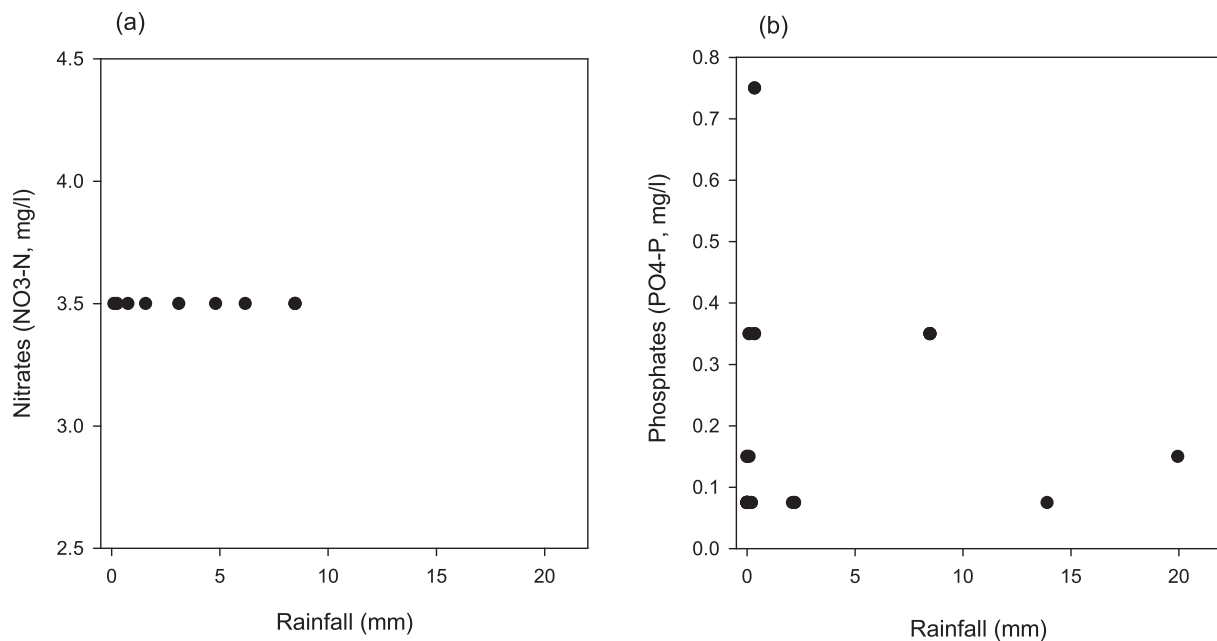 (a)
4.5
4.0
3.5
3.0
2.5
Nitrates (NO3-N, mg/l)
0 5 10 15 20
Rainfall (mm)
(b)
0.8
0.7
0.6
0.5
0.4
0.3
0.2
0.1
0.0
Phosphates (PO4-P, mg/l)
0 5 10 15 20
Rainfall (mm)